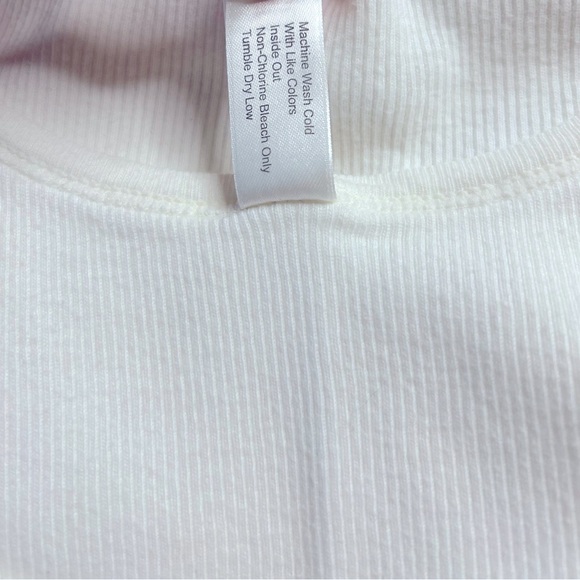 Machine Wash Cold
With Like Colors
Inside Out
Non-Chlorine Bleach Only
Tumble Dry Low